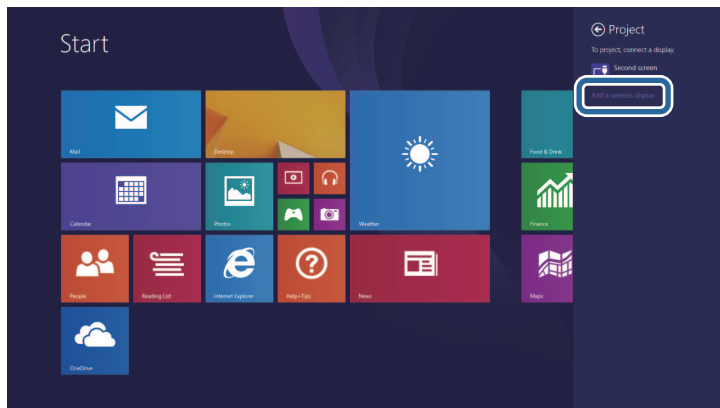 Start
Project
To project, connect a display
Second screen
Add a wireless display
Mail
Desktop
Food & Drink
Calendar
Photos
Weather
Finance
People
Reading List
Internet Explorer
Help+Tips
News
Maps
OneDrive